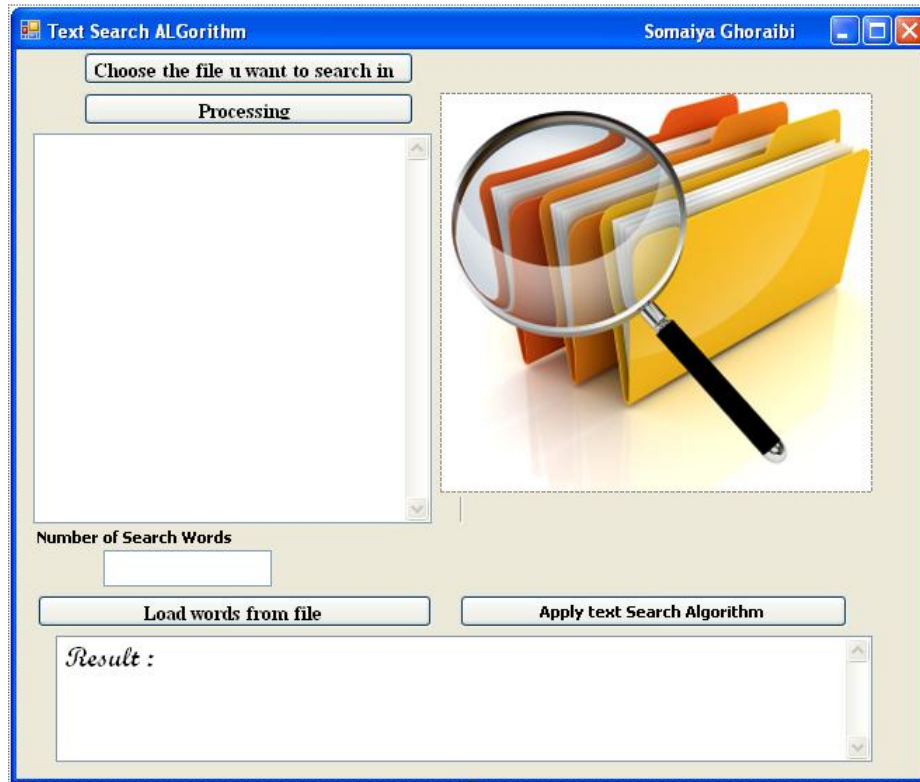 Text Search ALGorithm Somaiya Ghoraibi
Choose the file u want to search in
Processing
Number of Search Words
Load words from file
Apply text Search Algorithm
Result :